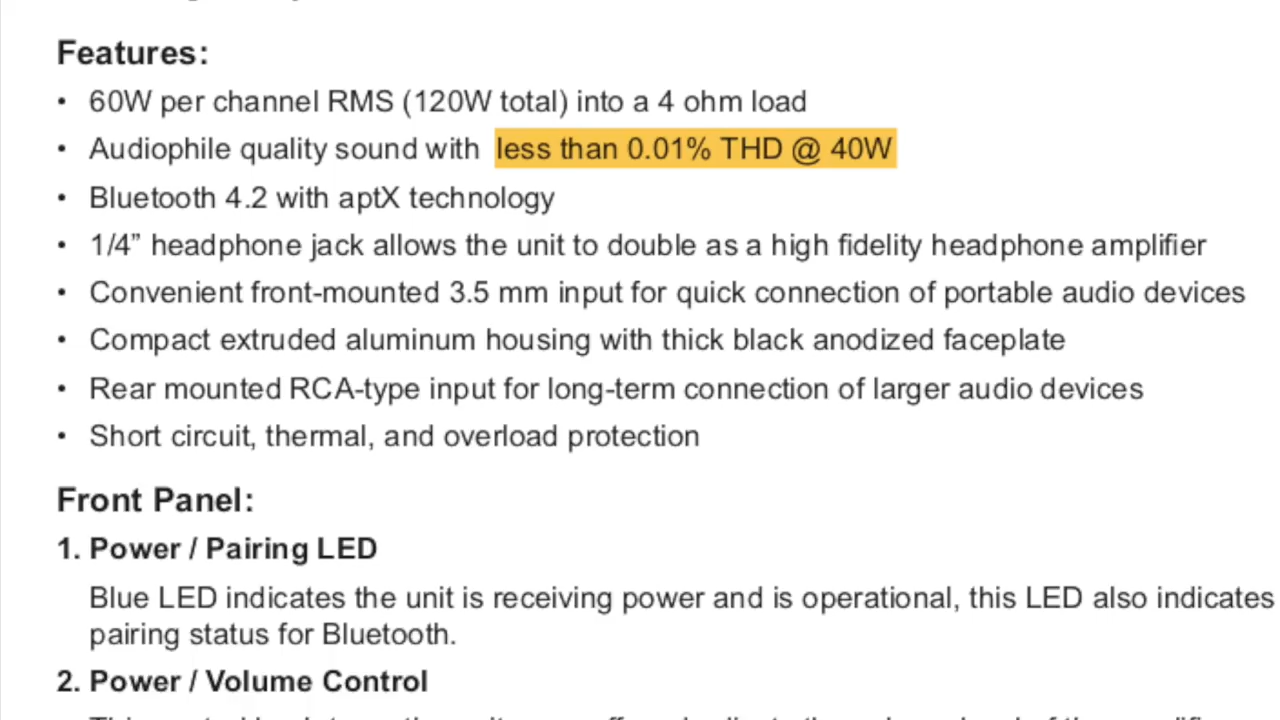 Features:
• 60W per channel RMS (120W total) into a 4 ohm load
• Audiophile quality sound with less than 0.01% THD @ 40W
• Bluetooth 4.2 with aptX technology
• 1/4” headphone jack allows the unit to double as a high fidelity headphone amplifier
• Convenient front-mounted 3.5 mm input for quick connection of portable audio devices
• Compact extruded aluminum housing with thick black anodized faceplate
• Rear mounted RCA-type input for long-term connection of larger audio devices
• Short circuit, thermal, and overload protection
Front Panel:
1. Power / Pairing LED
Blue LED indicates the unit is receiving power and is operational, this LED also indicates
pairing status for Bluetooth.
2. Power / Volume Control